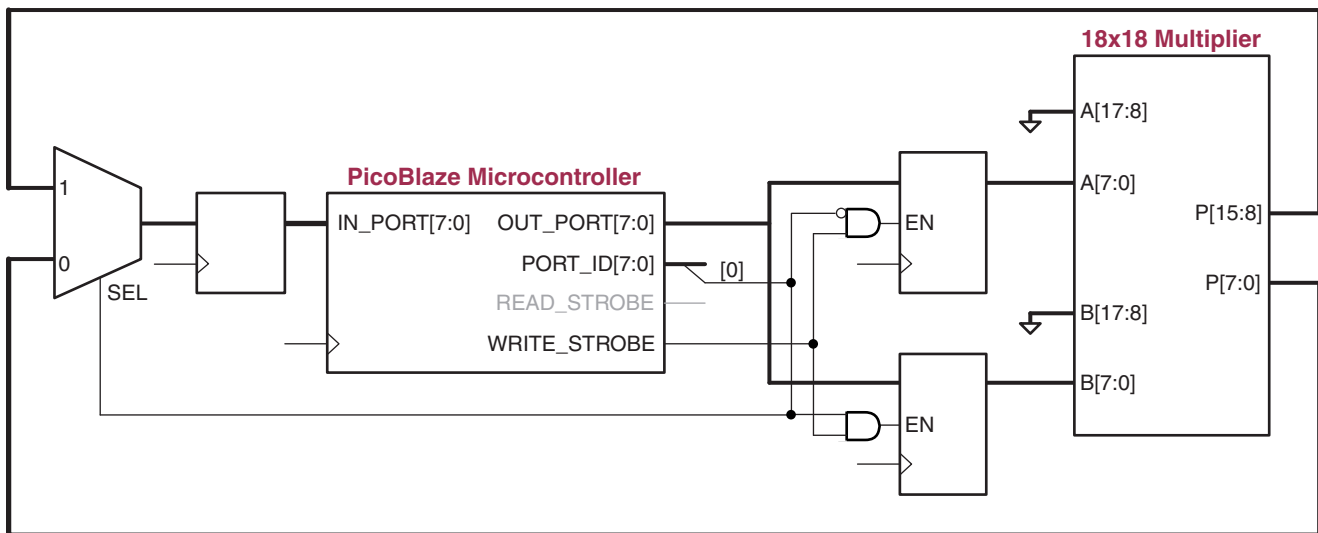 18x18 Multiplier
A[17:8]
PicoBlaze Microcontroller
1
A[7:0]
IN_PORT[7:0]
OUT_PORT[7:0]
EN
P[15:8]
0
PORT_ID[7:0]
[0]
SEL
READ_STROBE
P[7:0]
B[17:8]
WRITE_STROBE
B[7:0]
EN